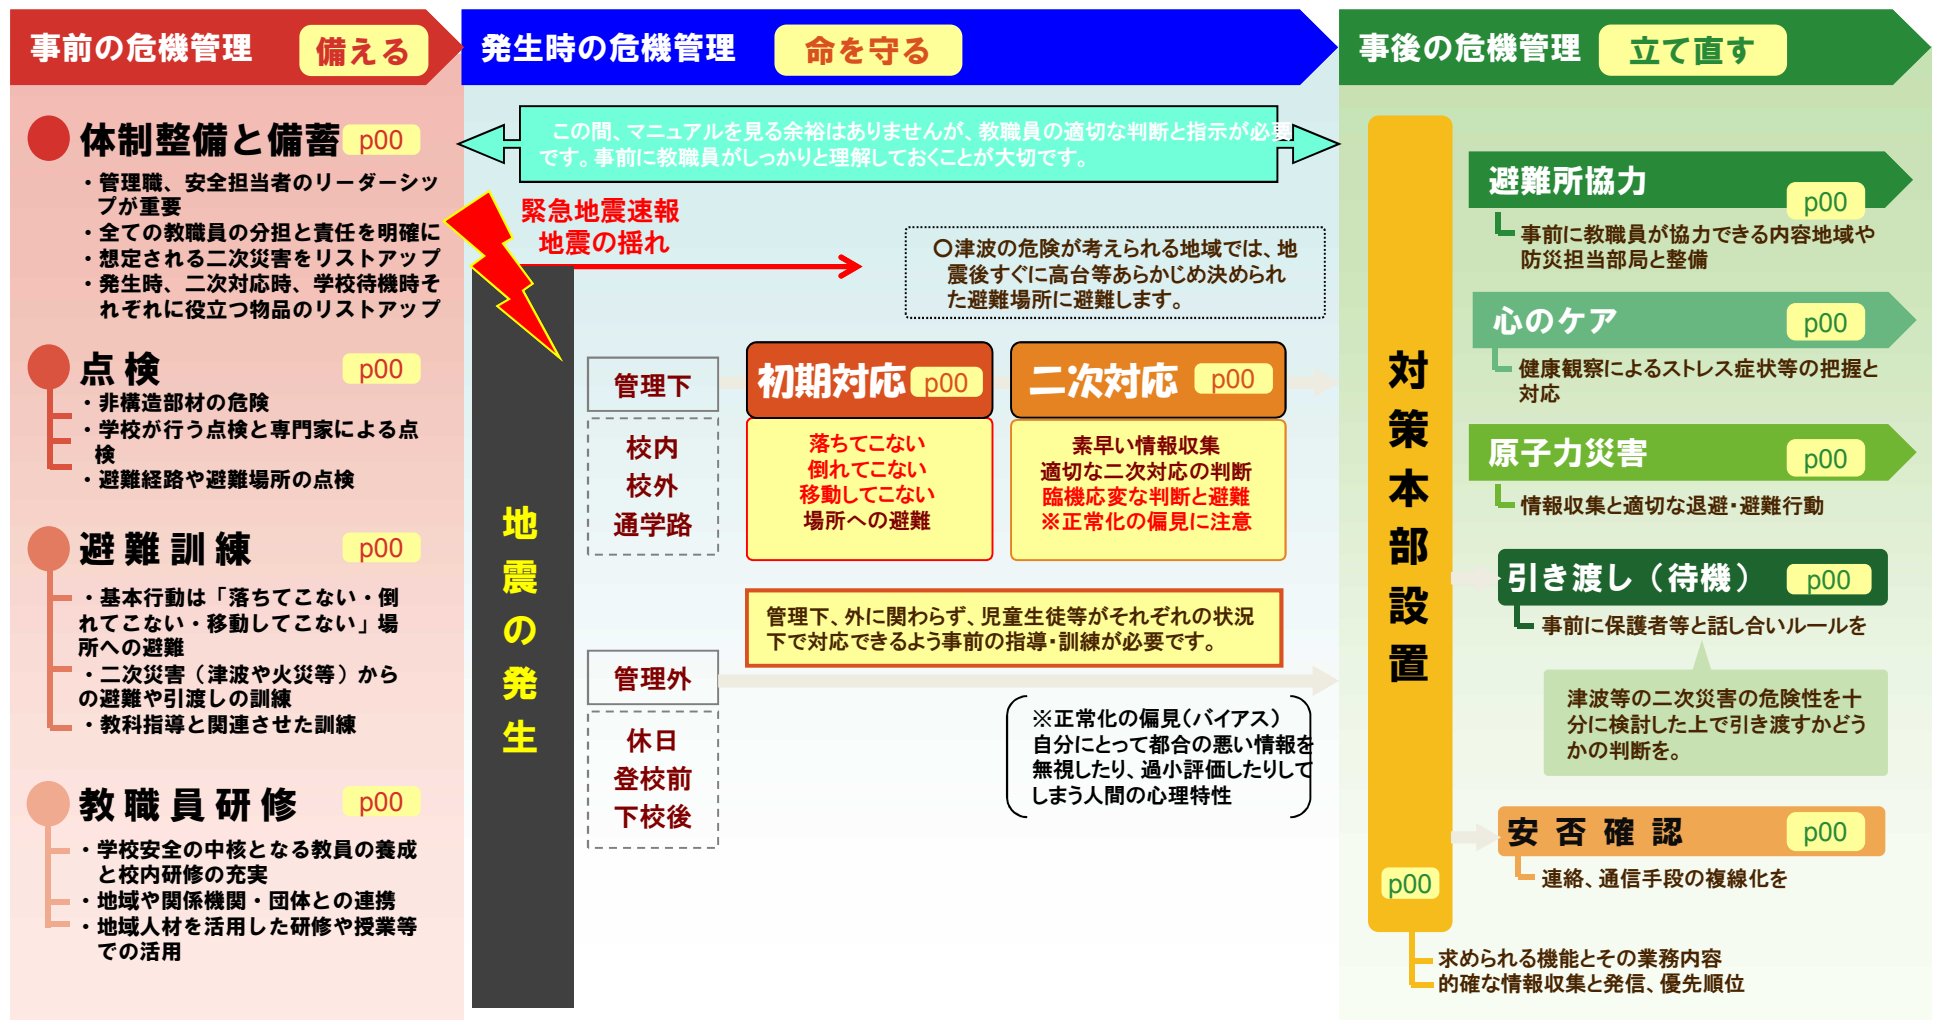 事前の危機管理
備える
体制整備と備蓄
p00
・管理職、安全担当者のリーダーシッ
プが重要
・全ての教職員の分担と責任を明確に
・想定される二次災害をリストアップ
・発生時、二次対応時、学校待機時そ
れぞれに役立つ物品のリストアップ
点検
p00
・非構造部材の危険
・学校が行う点検と専門家による点
検
・避難経路や避難場所の点検
避難訓練
p00
・基本行動は「落ちてこない・倒
れてこない・移動してこない」場
所への避難
・二次災害（津波や火災等）から
の避難や引渡しの訓練
・教科指導と関連させた訓練
教職員研修
p00
・学校安全の中核となる教員の養成
と校内研修の充実
・地域や関係機関・団体との連携
・地域人材を活用した研修や授業等
での活用
発生時の危機管理
命を守る
この間、マニュアルを見る余裕はありませんが、教職員の適切な判断と指示が必要
です。事前に教職員がしっかりと理解しておくことが大切です。
緊急地震速報
地震の揺れ
〇津波の危険が考えられる地域では、地
震後すぐに高台等あらかじめ決められ
た避難場所に避難します。
地震の発生
管理下
校内
校外
通学路
初期対応
p00
落ちてこない
倒れてこない
移動してこない
場所への避難
二次対応
p00
素早い情報収集
適切な二次対応の判断
臨機応変な判断と避難
※正常化の偏見に注意
管理下、外に関わらず、児童生徒等がそれぞれの状況
下で対応できるよう事前の指導・訓練が必要です。
管理外
休日
登校前
下校後
※正常化の偏見（バイアス）
自分にとって都合の悪い情報を
無視したり、過小評価したりして
しまう人間の心理特性
事後の危機管理
立て直す
対策本部設置
p00
求められる機能とその業務内容
的確な情報収集と発信、優先順位
避難所協力
p00
事前に教職員が協力できる内容地域や
防災担当部局と整備
心のケア
p00
健康観察によるストレス症状等の把握と
対応
原子力災害
p00
情報収集と適切な退避・避難行動
引き渡し（待機）
p00
事前に保護者等と話し合いルールを
津波等の二次災害の危険性を十
分に検討した上で引き渡すかどう
かの判断を。
安否確認
p00
連絡、通信手段の複線化を